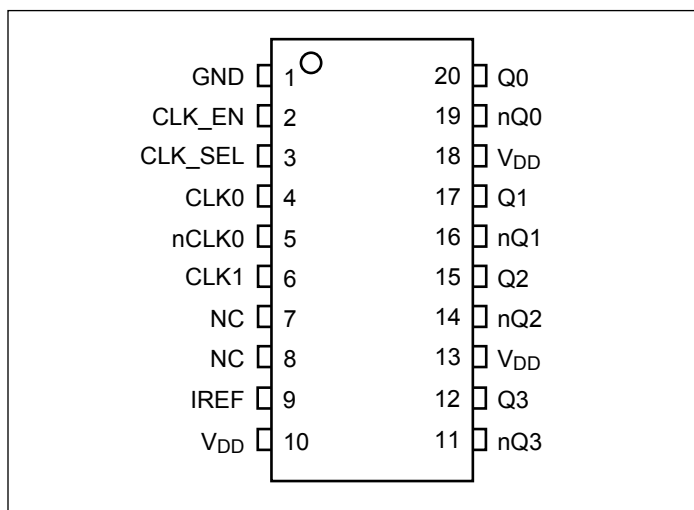 GND 1 20 Q0
CLK_EN 2 19 nQ0
CLK_SEL 3 18 VDD
CLK0 4 17 Q1
nCLK0 5 16 nQ1
CLK1 6 15 Q2
NC 7 14 nQ2
NC 8 13 VDD
IREF 9 12 Q3
VDD 10 11 nQ3